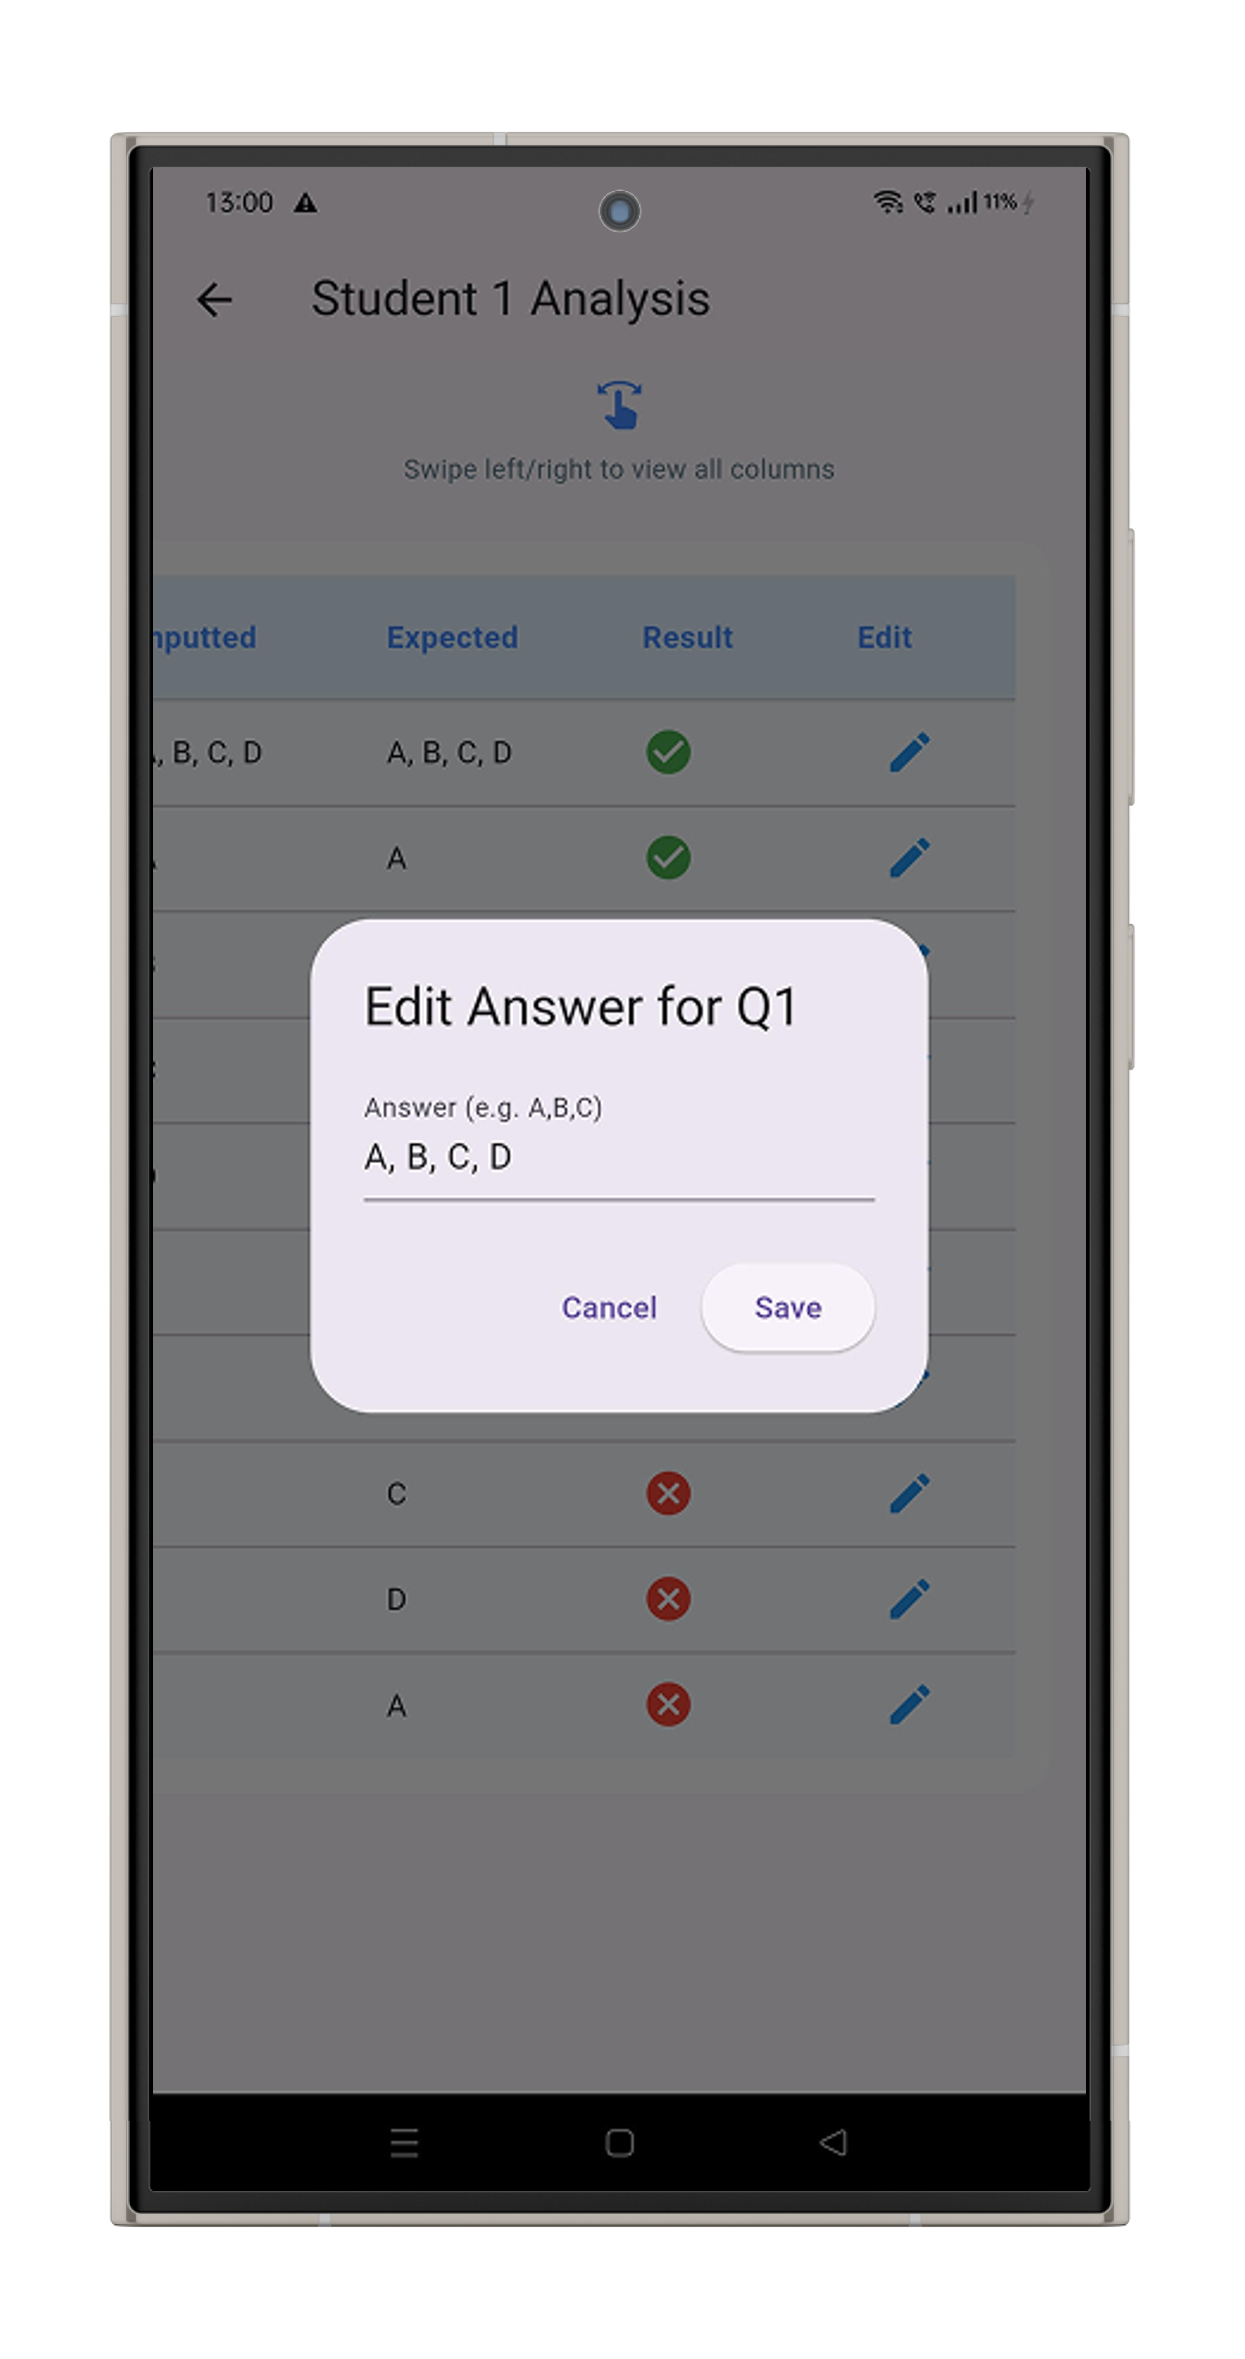 13:00 11%
Student 1 Analysis
Swipe left/right to view all columns
nputted Expected Result Edit
, B, C, D A, B, C, D
A
Edit Answer for Q1
Answer (e.g. A,B,C)
A, B, C, D
Cancel Save
C
D
A